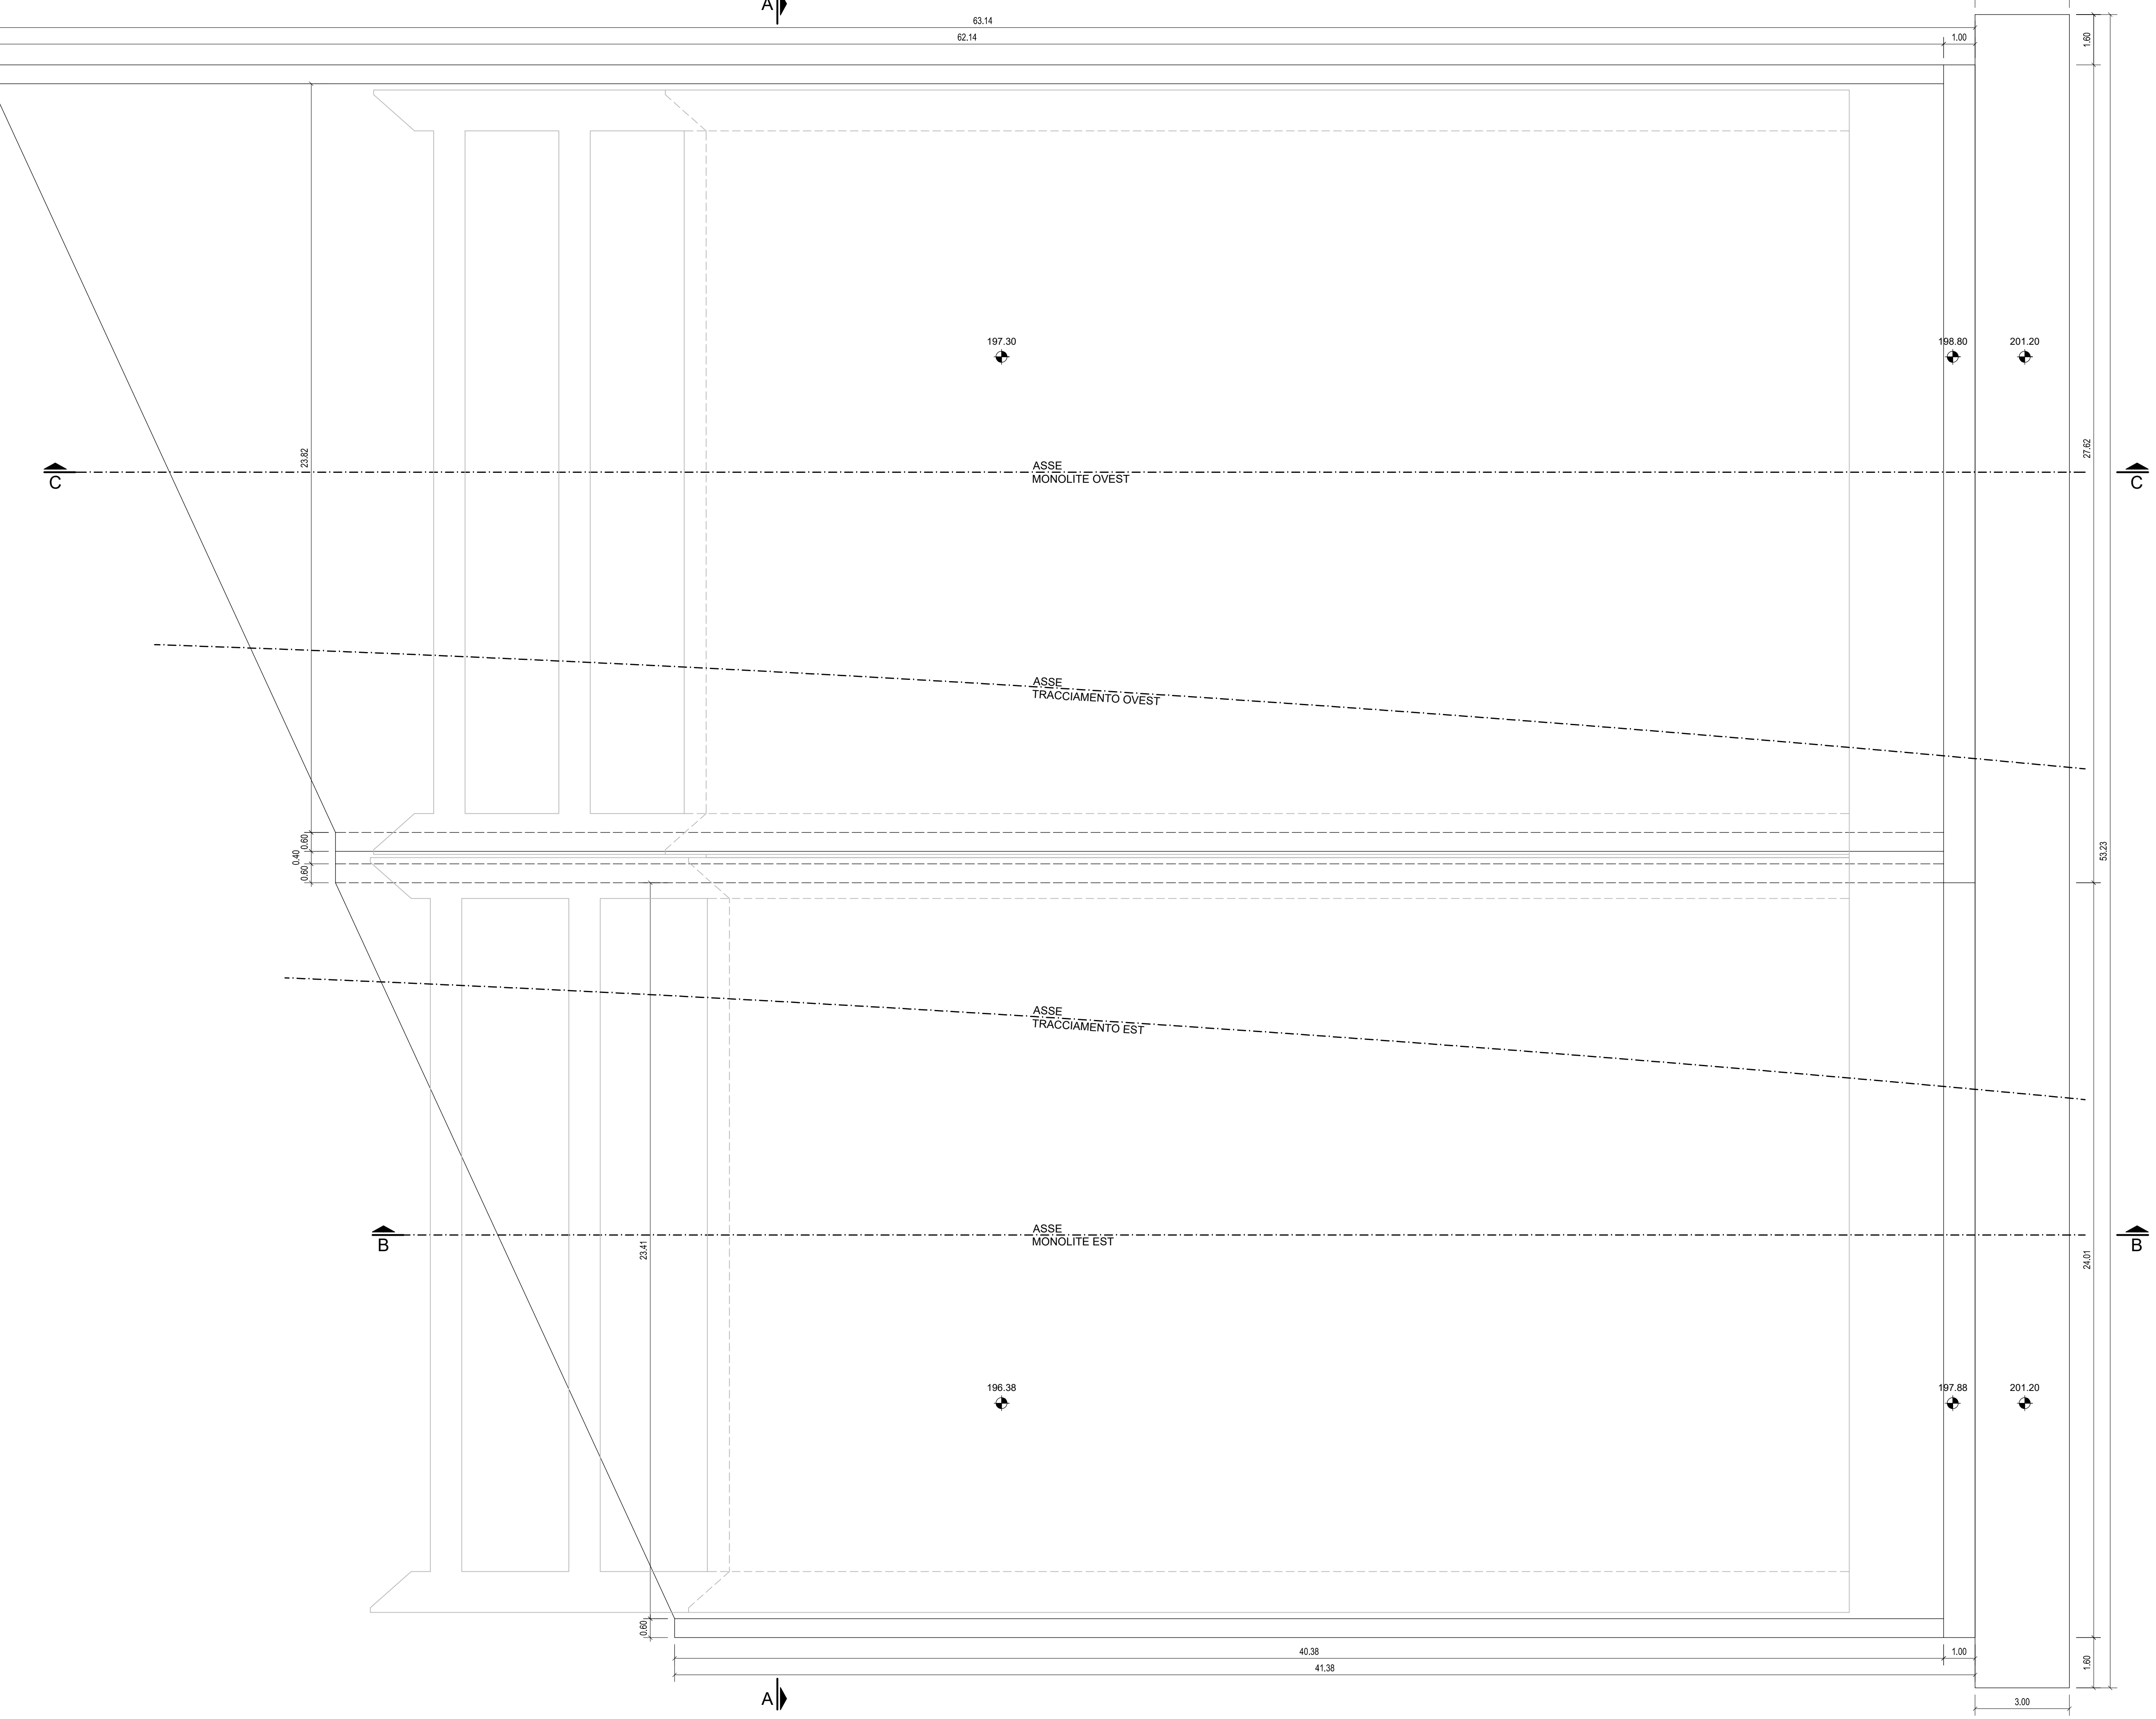 A
63.14
62.14
1.00
1.60
197.30
198.80
201.20
23.82
27.62
ASSE
MONOLITE OVEST
C
C
ASSE
TRACCIAMENTO OVEST
0.60
0.40
0.60
53.23
ASSE
TRACCIAMENTO EST
ASSE
MONOLITE EST
B
B
23.41
24.01
196.38
197.88
201.20
0.60
40.38
1.00
41.38
1.60
A
3.00